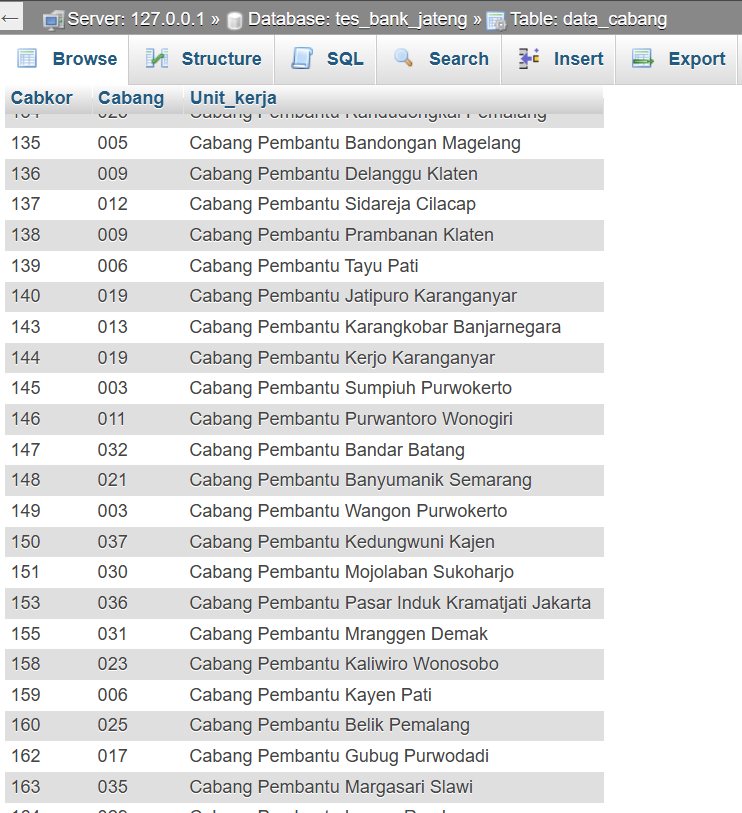 Server: 127.0.0.1 » Database: tes_bank_jateng » Table: data_cabang
Browse Structure SQL Search Insert Export
Cabkor Cabang Unit_kerja
Cabang Pembantu Randudongkal Pemalang
135 005 Cabang Pembantu Bandongan Magelang
136 009 Cabang Pembantu Delanggu Klaten
137 012 Cabang Pembantu Sidareja Cilacap
138 009 Cabang Pembantu Prambanan Klaten
139 006 Cabang Pembantu Tayu Pati
140 019 Cabang Pembantu Jatipuro Karanganyar
143 013 Cabang Pembantu Karangkobar Banjarnegara
144 019 Cabang Pembantu Kerjo Karanganyar
145 003 Cabang Pembantu Sumpiuh Purwokerto
146 011 Cabang Pembantu Purwantoro Wonogiri
147 032 Cabang Pembantu Bandar Batang
148 021 Cabang Pembantu Banyumanik Semarang
149 003 Cabang Pembantu Wangon Purwokerto
150 037 Cabang Pembantu Kedungwuni Kajen
151 030 Cabang Pembantu Mojolaban Sukoharjo
153 036 Cabang Pembantu Pasar Induk Kramatjati Jakarta
155 031 Cabang Pembantu Mranggen Demak
158 023 Cabang Pembantu Kaliwiro Wonosobo
159 006 Cabang Pembantu Kayen Pati
160 025 Cabang Pembantu Belik Pemalang
162 017 Cabang Pembantu Gubug Purwodadi
163 035 Cabang Pembantu Margasari Slawi